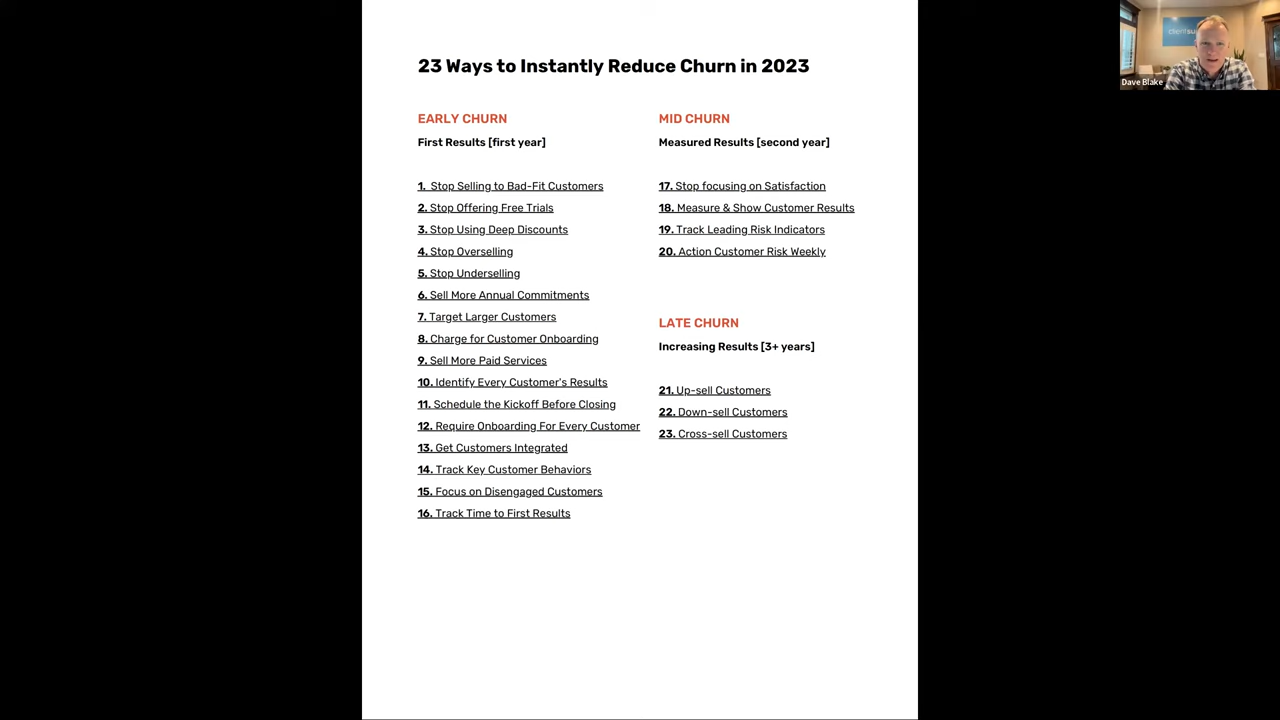 23 Ways to Instantly Reduce Churn in 2023
EARLY CHURN
First Results [first year]
1. Stop Selling to Bad-Fit Customers
2. Stop Offering Free Trials
3. Stop Using Deep Discounts
4. Stop Overselling
5. Stop Underselling
6. Sell More Annual Commitments
7. Target Larger Customers
8. Charge for Customer Onboarding
9. Sell More Paid Services
10. Identify Every Customer's Results
11. Schedule the Kickoff Before Closing
12. Require Onboarding For Every Customer
13. Get Customers Integrated
14. Track Key Customer Behaviors
15. Focus on Disengaged Customers
16. Track Time to First Results
MID CHURN
Measured Results [second year]
17. Stop focusing on Satisfaction
18. Measure & Show Customer Results
19. Track Leading Risk Indicators
20. Action Customer Risk Weekly
LATE CHURN
Increasing Results [3+ years]
21. Up-sell Customers
22. Down-sell Customers
23. Cross-sell Customers
Dave Blake